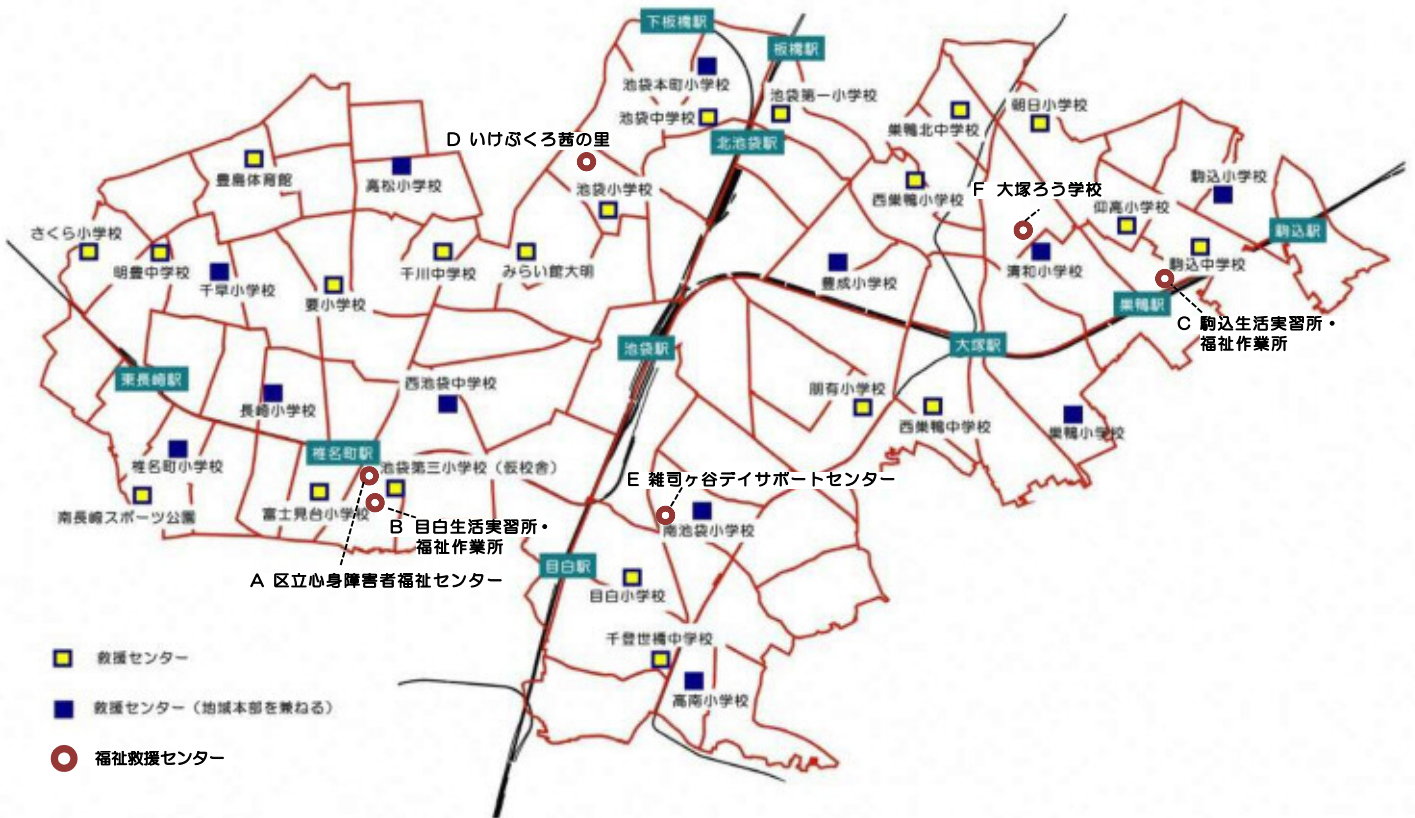 下板橋駅
板橋駅
池袋本町小学校
池袋第一小学校
池袋中学校
朝日小学校
巣鴨北中学校
北池袋駅
D いけぶくろ茜の里
豊島体育館
高松小学校
駒込小学校
池袋小学校
西巣鴨小学校
F 大塚ろう学校
仰高小学校
さくら小学校
駒込駅
明豊中学校
千川中学校
みらい館大明
清和小学校
駒込中学校
千早小学校
要小学校
豊成小学校
巣鴨駅
C 駒込生活実習所・
福祉作業所
池袋駅
大塚駅
東長崎駅
西池袋中学校
朋有小学校
長崎小学校
西巣鴨中学校
巣鴨小学校
椎名町駅
椎名町小学校
池袋第三小学校（仮校舎）
E 雑司ヶ谷デイサポートセンター
南長崎スポーツ公園
富士見台小学校
B 目白生活実習所・
福祉作業所
南池袋小学校
A 区立心身障害者福祉センター
目白駅
目白小学校
千登世橋中学校
高南小学校
救援センター
救援センター（地域本部を兼ねる）
福祉救援センター